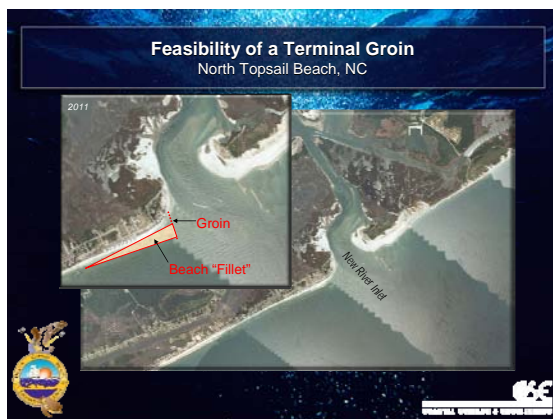 Feasibility of a Terminal Groin
North Topsail Beach, NC
2011
Groin
Beach “Fillet”
New River Inlet